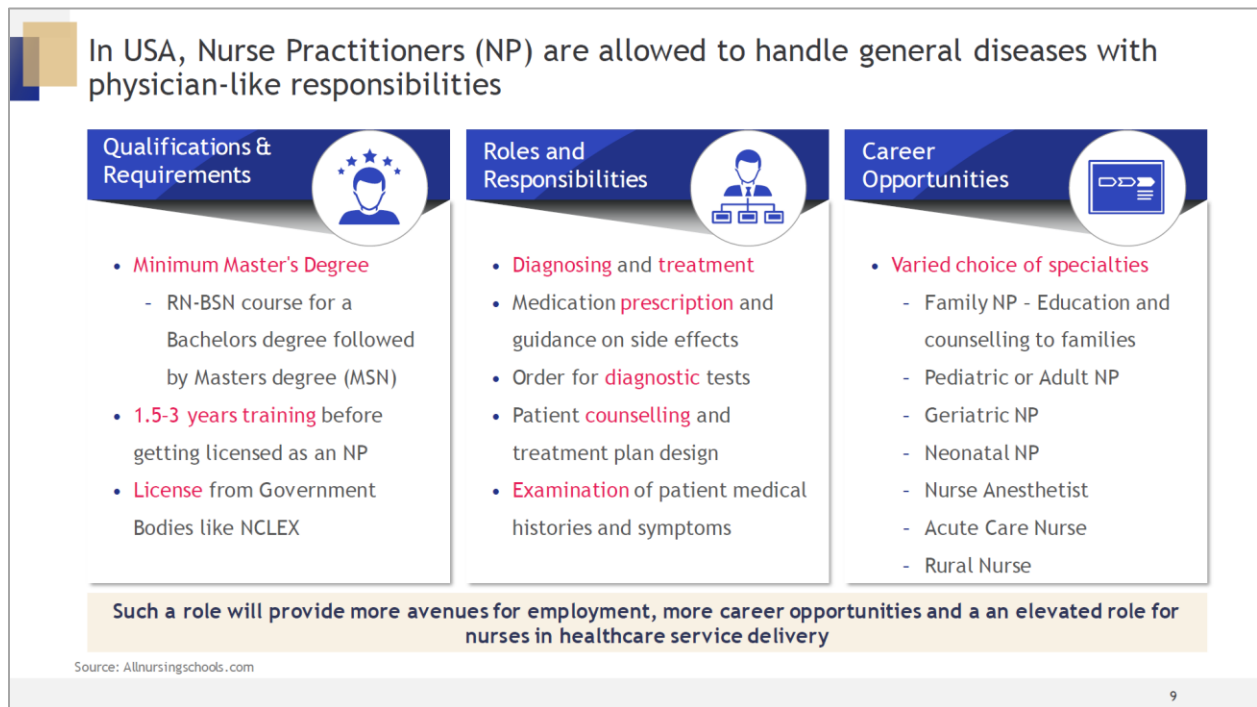 In USA, Nurse Practitioners (NP) are allowed to handle general diseases with
physician-like responsibilities
Qualifications &
Requirements
• Minimum Master's Degree
- RN-BSN course for a
Bachelors degree followed
by Masters degree (MSN)
• 1.5-3 years training before
getting licensed as an NP
• License from Government
Bodies like NCLEX
Roles and
Responsibilities
• Diagnosing and treatment
• Medication prescription and
guidance on side effects
• Order for diagnostic tests
• Patient counselling and
treatment plan design
• Examination of patient medical
histories and symptoms
Career
Opportunities
• Varied choice of specialties
- Family NP – Education and
counselling to families
- Pediatric or Adult NP
- Geriatric NP
- Neonatal NP
- Nurse Anesthetist
- Acute Care Nurse
- Rural Nurse
Such a role will provide more avenues for employment, more career opportunities and a an elevated role for
nurses in healthcare service delivery
Source: Allnursingschools.com
9